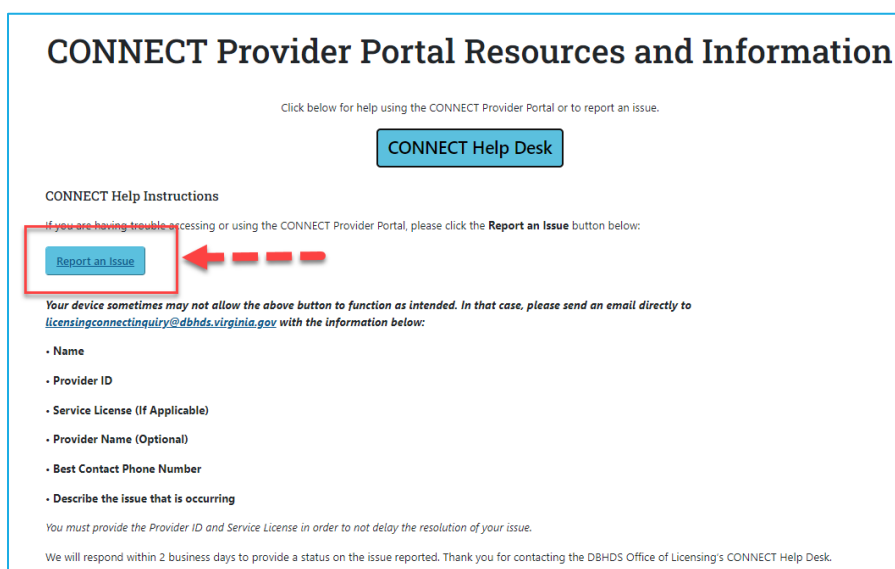 CONNECT Provider Portal Resources and Information
Click below for help using the CONNECT Provider Portal or to report an issue.
CONNECT Help Desk
CONNECT Help Instructions
If you are having trouble accessing or using the CONNECT Provider Portal, please click the Report an Issue button below:
Report an Issue
Your device sometimes may not allow the above button to function as intended. In that case, please send an email directly to
licensingconnectinquiry@dbhds.virginia.gov with the information below:
• Name
• Provider ID
• Service License (If Applicable)
• Provider Name (Optional)
• Best Contact Phone Number
• Describe the issue that is occurring
You must provide the Provider ID and Service License in order to not delay the resolution of your issue.
We will respond within 2 business days to provide a status on the issue reported. Thank you for contacting the DBHDS Office of Licensing's CONNECT Help Desk.